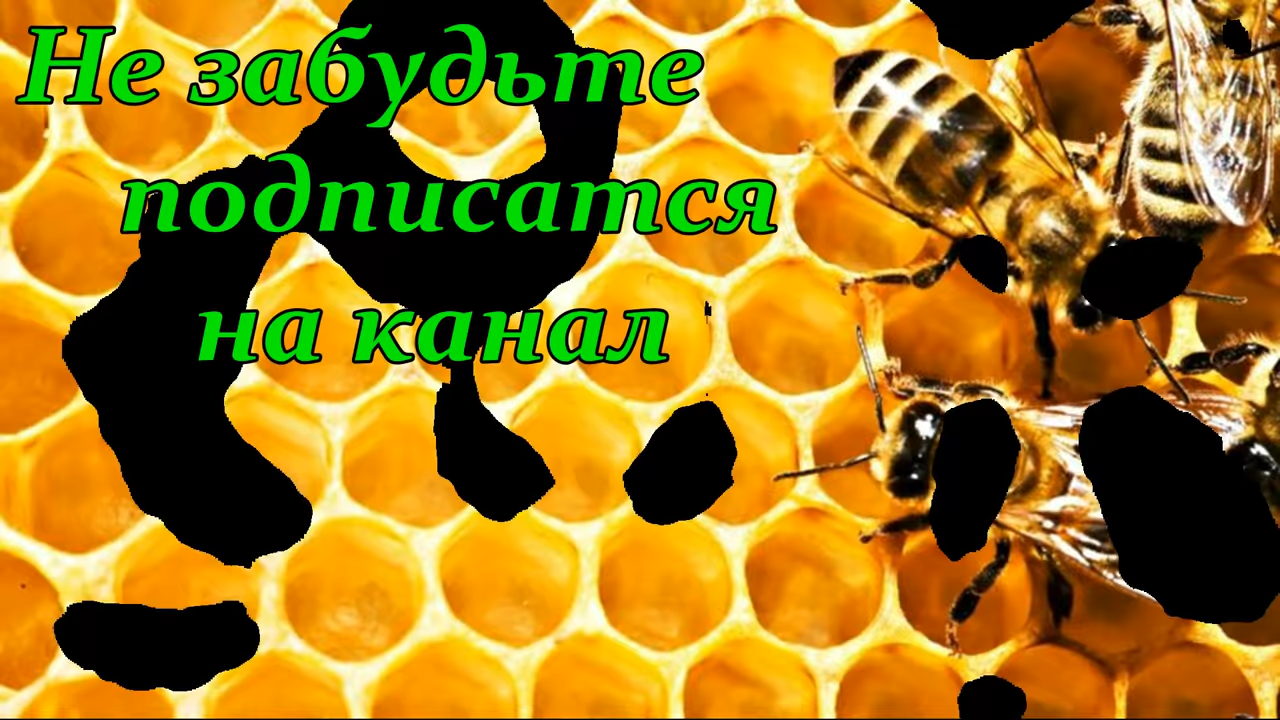 Не забудьте
подписатся
на канал